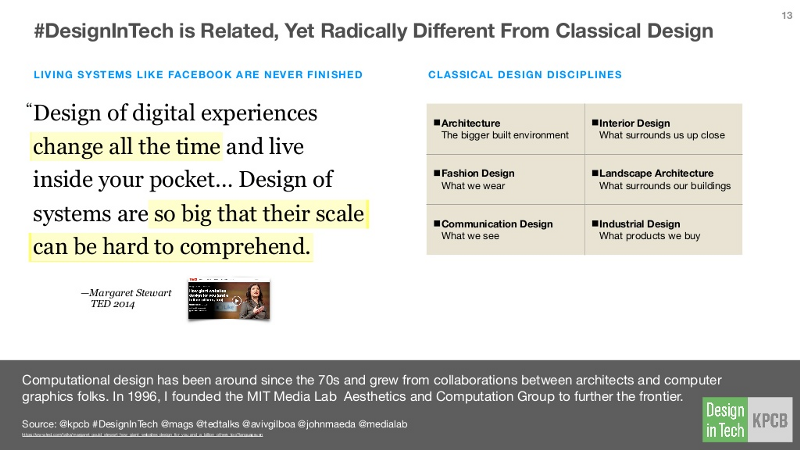 13
#DesignInTech is Related, Yet Radically Different From Classical Design
LIVING SYSTEMS LIKE FACEBOOK ARE NEVER FINISHED
“Design of digital experiences
change all the time and live
inside your pocket... Design of
systems are so big that their scale
can be hard to comprehend.
—Margaret Stewart
TED 2014
CLASSICAL DESIGN DISCIPLINES
■Architecture
The bigger built environment
■Interior Design
What surrounds us up close
■Fashion Design
What we wear
■Landscape Architecture
What surrounds our buildings
■Communication Design
What we see
■Industrial Design
What products we buy
Computational design has been around since the 70s and grew from collaborations between architects and computer
graphics folks. In 1996, I founded the MIT Media Lab Aesthetics and Computation Group to further the frontier.
Source: @kpcb #DesignInTech @mags @tedtalks @avivgilboa @johnmaeda @medialab
Design
in Tech
KPCB